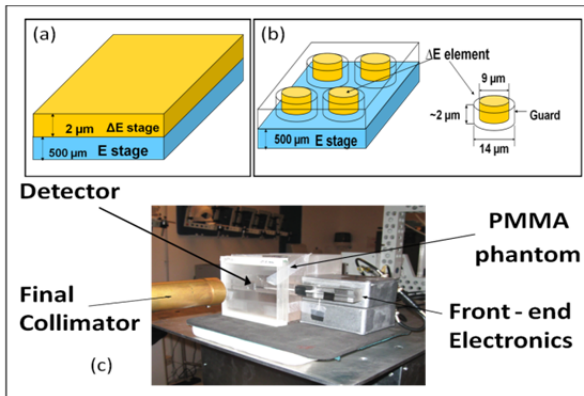 (a)
2 µm ΔE stage
500 µm E stage
(b)
ΔE element
9 µm
~2 µm
Guard
14 µm
500 µm E stage
Detector
PMMA
phantom
Final
Collimator
Front - end
Electronics
(c)